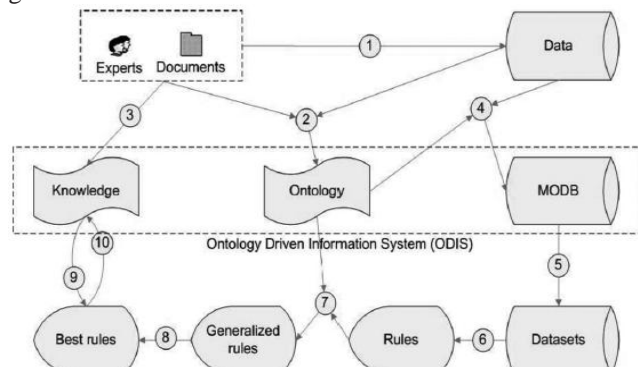 g
1
Data
Experts Documents
3
2
4
Knowledge
Ontology
MODB
Ontology Driven Information System (ODIS)
9
10
7
5
Best rules
8
Generalized
rules
Rules
6
Datasets